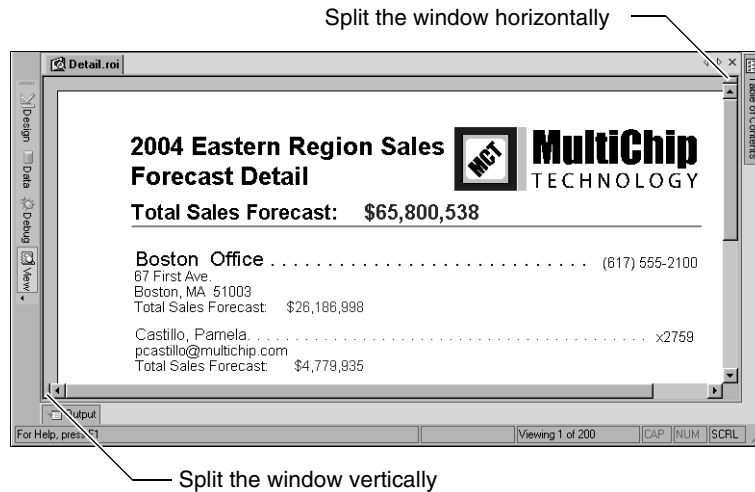 Split the window horizontally
Detail.roi
Design
Data
Debug
View
Table of Contents
2004 Eastern Region Sales
Forecast Detail
MCT
MultiChip
TECHNOLOGY
Total Sales Forecast: $65,800,538
Boston Office . . . . . . . . . . . . . . . . . . . . . . . . . . . . . (617) 555-2100
67 First Ave.
Boston, MA 51003
Total Sales Forecast: $26,186,998
Castillo, Pamela. . . . . . . . . . . . . . . . . . . . . . . . . . . . . . . . . . . . . . . . . x2759
pcastillo@multichip.com
Total Sales Forecast: $4,779,935
Output
For Help, press F1
Viewing 1 of 200
CAP NUM SCRL
Split the window vertically